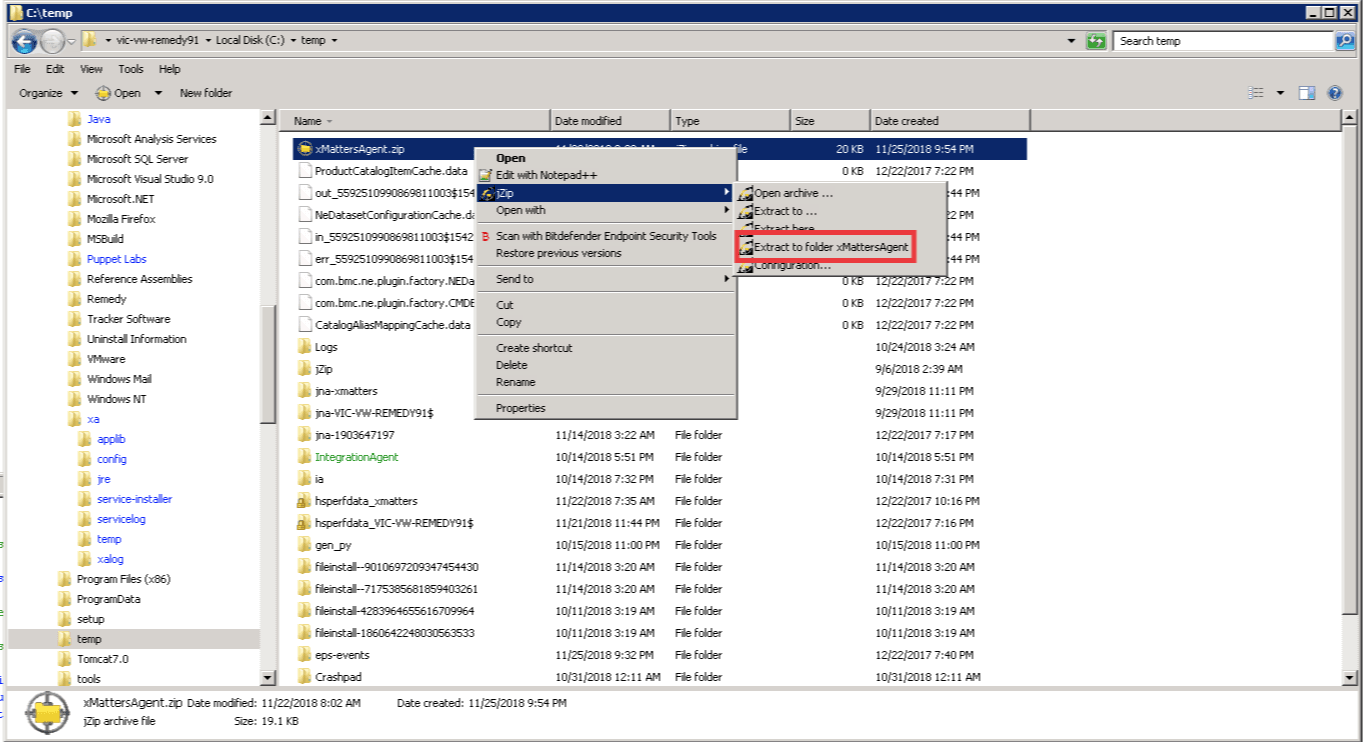 C:\temp
vic-vw-remedy91 Local Disk (C:) temp
Search temp
File Edit View Tools Help
Organize Open New folder
Java
Microsoft Analysis Services
Microsoft SQL Server
Microsoft Visual Studio 9.0
Microsoft.NET
Mozilla Firefox
MSBuild
Puppet Labs
Reference Assemblies
Remedy
Tracker Software
Uninstall Information
VMware
Windows Mail
Windows NT
xa
applib
config
jre
service-installer
servicelog
temp
xalog
Program Files (x86)
ProgramData
setup
temp
Tomcat7.0
tools
Name Date modified Type Size Date created
xMattersAgent.zip 20 KB 11/25/2018 9:54 PM
ProductCatalogItemCache.data 0 KB 12/22/2017 7:22 PM
out_5592510990869811003$154 :44 PM
NeDatasetConfigurationCache.da 22 PM
in_5592510990869811003$1542 :44 PM
err_5592510990869811003$154 :44 PM
com.bmc.ne.plugin.factory.NEDa 0 KB 12/22/2017 7:22 PM
com.bmc.ne.plugin.factory.CMDE 0 KB 12/22/2017 7:22 PM
CatalogAliasMappingCache.data 0 KB 12/22/2017 7:22 PM
Logs 10/24/2018 3:24 AM
jZip 9/6/2018 2:39 AM
jna-xmatters 9/29/2018 11:11 PM
jna-VIC-VW-REMEDY91$ 9/29/2018 11:11 PM
jna-1903647197 11/14/2018 3:22 AM File folder 12/22/2017 7:17 PM
IntegrationAgent 10/14/2018 5:51 PM File folder 10/14/2018 5:51 PM
ia 10/14/2018 7:32 PM File folder 10/14/2018 7:31 PM
hsperfdata_xmatters 11/22/2018 7:35 AM File folder 12/22/2017 10:16 PM
hsperfdata_VIC-VW-REMEDY91$ 11/21/2018 11:44 PM File folder 12/22/2017 7:16 PM
gen_py 10/15/2018 11:00 PM File folder 10/15/2018 11:00 PM
fileinstall--9010697209347454430 11/14/2018 3:20 AM File folder 11/14/2018 3:20 AM
fileinstall--7175385681859403261 11/14/2018 3:20 AM File folder 11/14/2018 3:20 AM
fileinstall-4283964655616709964 10/11/2018 3:19 AM File folder 10/11/2018 3:19 AM
fileinstall-1860642248030563533 10/11/2018 3:19 AM File folder 10/11/2018 3:19 AM
eps-events 11/25/2018 9:32 PM File folder 12/22/2017 7:40 PM
Crashpad 10/31/2018 12:11 AM File folder 10/31/2018 12:11 AM
Open
Edit with Notepad++
jZip
Open with
Scan with Bitdefender Endpoint Security Tools
Restore previous versions
Send to
Cut
Copy
Create shortcut
Delete
Rename
Properties
Open archive ...
Extract to ...
Extract here
Extract to folder xMattersAgent
Configuration...
xMattersAgent.zip Date modified: 11/22/2018 8:02 AM Date created: 11/25/2018 9:54 PM
jZip archive file Size: 19.1 KB